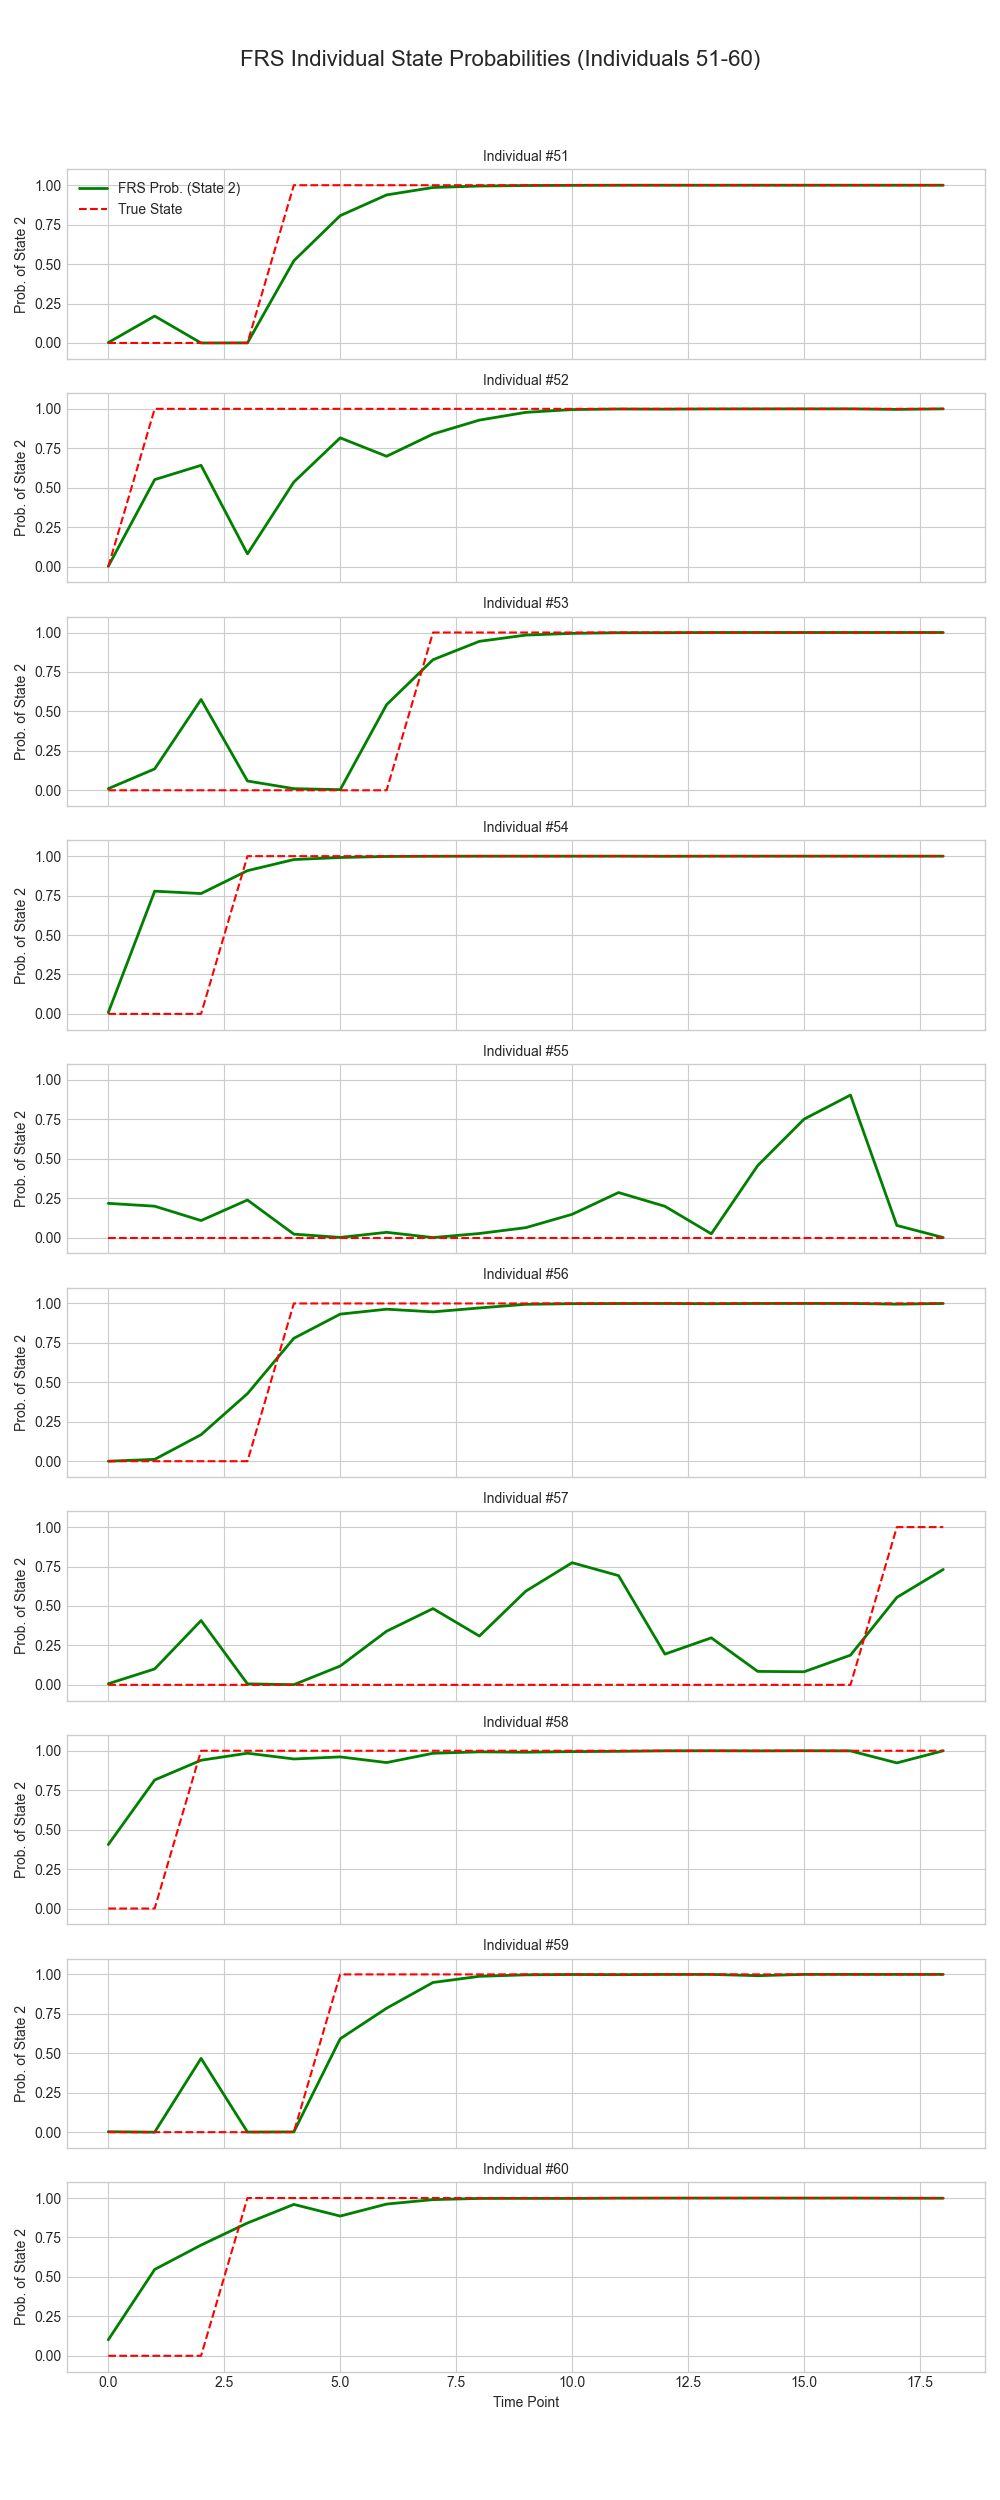 FRS Individual State Probabilities (Individuals 51-60)
Individual #51
FRS Prob. (State 2)
True State
Prob. of State 2
1.00
0.75
0.50
0.25
0.00
Individual #52
Prob. of State 2
1.00
0.75
0.50
0.25
0.00
Individual #53
Prob. of State 2
1.00
0.75
0.50
0.25
0.00
Individual #54
Prob. of State 2
1.00
0.75
0.50
0.25
0.00
Individual #55
Prob. of State 2
1.00
0.75
0.50
0.25
0.00
Individual #56
Prob. of State 2
1.00
0.75
0.50
0.25
0.00
Individual #57
Prob. of State 2
1.00
0.75
0.50
0.25
0.00
Individual #58
Prob. of State 2
1.00
0.75
0.50
0.25
0.00
Individual #59
Prob. of State 2
1.00
0.75
0.50
0.25
0.00
Individual #60
Prob. of State 2
1.00
0.75
0.50
0.25
0.00
0.0 2.5 5.0 7.5 10.0 12.5 15.0 17.5
Time Point